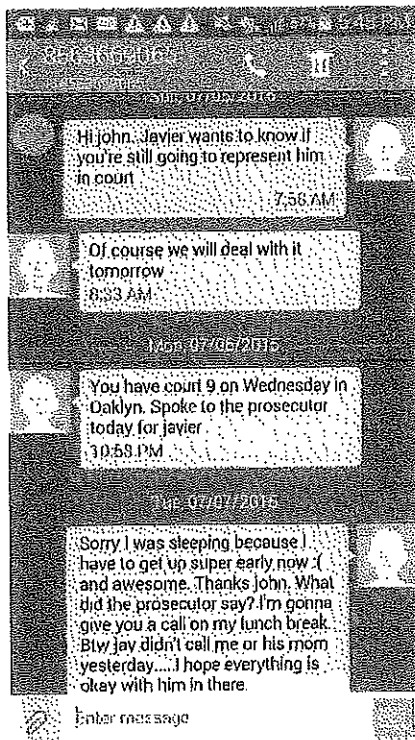 Hi john. Javier wants to know if
you're still going to represent him
in court
7:58 AM
Of course we will deal with it
tomorrow
8:33 AM
Mon 07/06/2015
You have court 9 on Wednesday in
Oaklyn. Spoke to the prosecutor
today for javier
10:58 PM
Tue 07/07/2015
Sorry I was sleeping because I
have to get up super early now :(
and awesome. Thanks john. What
did the prosecutor say? I'm gonna
give you a call on my lunch break.
Btw jay didn't call me or his mom
yesterday.....I hope everything is
okay with him in there.
Enter message